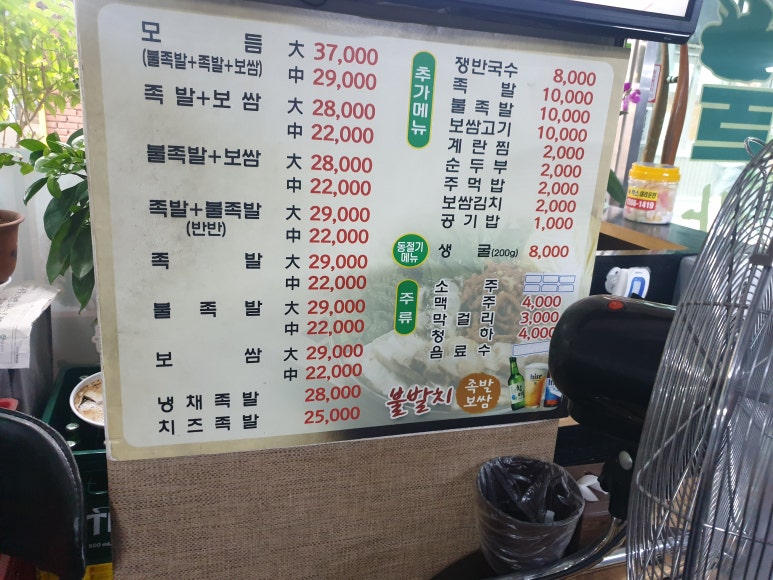 모듬 大 37,000
(불족발+족발+보쌈) 中 29,000
족발+보쌈 大 28,000
中 22,000
불족발+보쌈 大 28,000
中 22,000
족발+불족발 大 29,000
(반반) 中 22,000
족발 大 29,000
中 22,000
불족발 大 29,000
中 22,000
보쌈 大 29,000
中 22,000
냉채족발 28,000
치즈족발 25,000
추가메뉴
쟁반국수 8,000
족발 10,000
불족발 10,000
보쌈고기 10,000
계란찜 2,000
순두부 2,000
주먹밥 2,000
보쌈김치 2,000
공기밥 1,000
동절기
메뉴
생굴(200g) 8,000
주류
소주
맥주 4,000
막걸리 3,000
청하 4,000
음료수
불발치 족발
보쌈